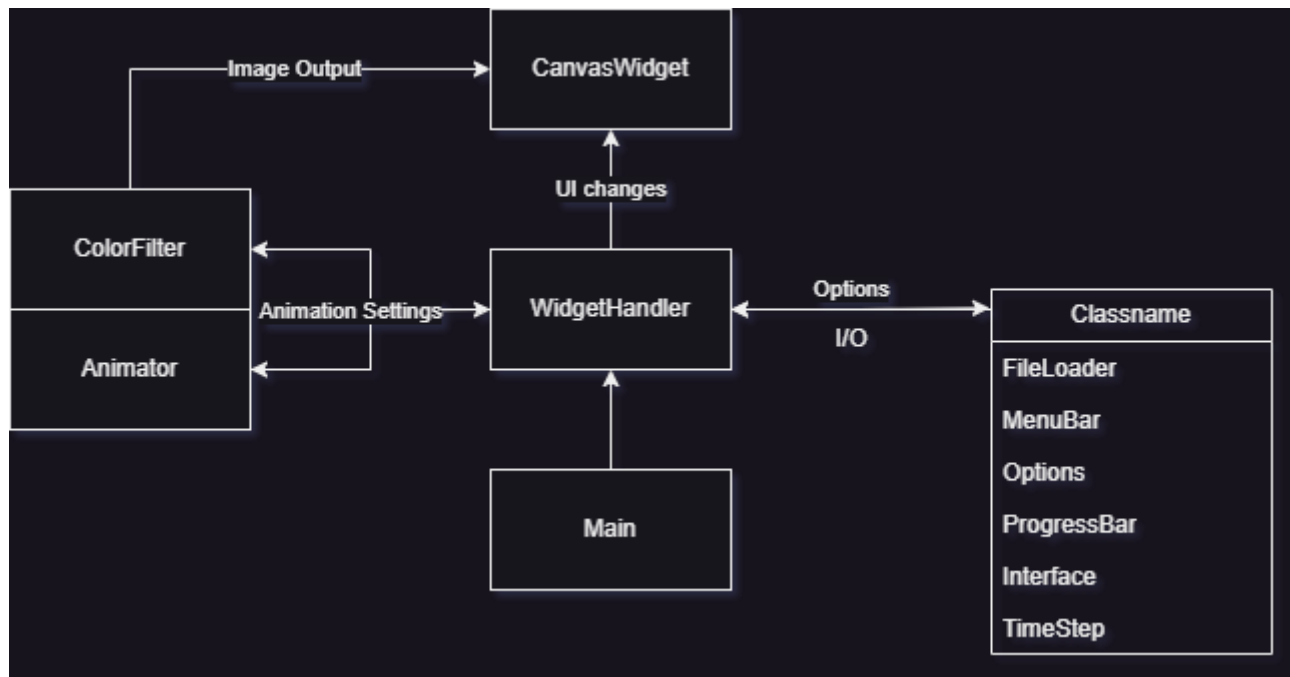 Image Output
CanvasWidget
UI changes
ColorFilter
Animation Settings
Animator
WidgetHandler
Options
I/O
Main
Classname
FileLoader
MenuBar
Options
ProgressBar
Interface
TimeStep